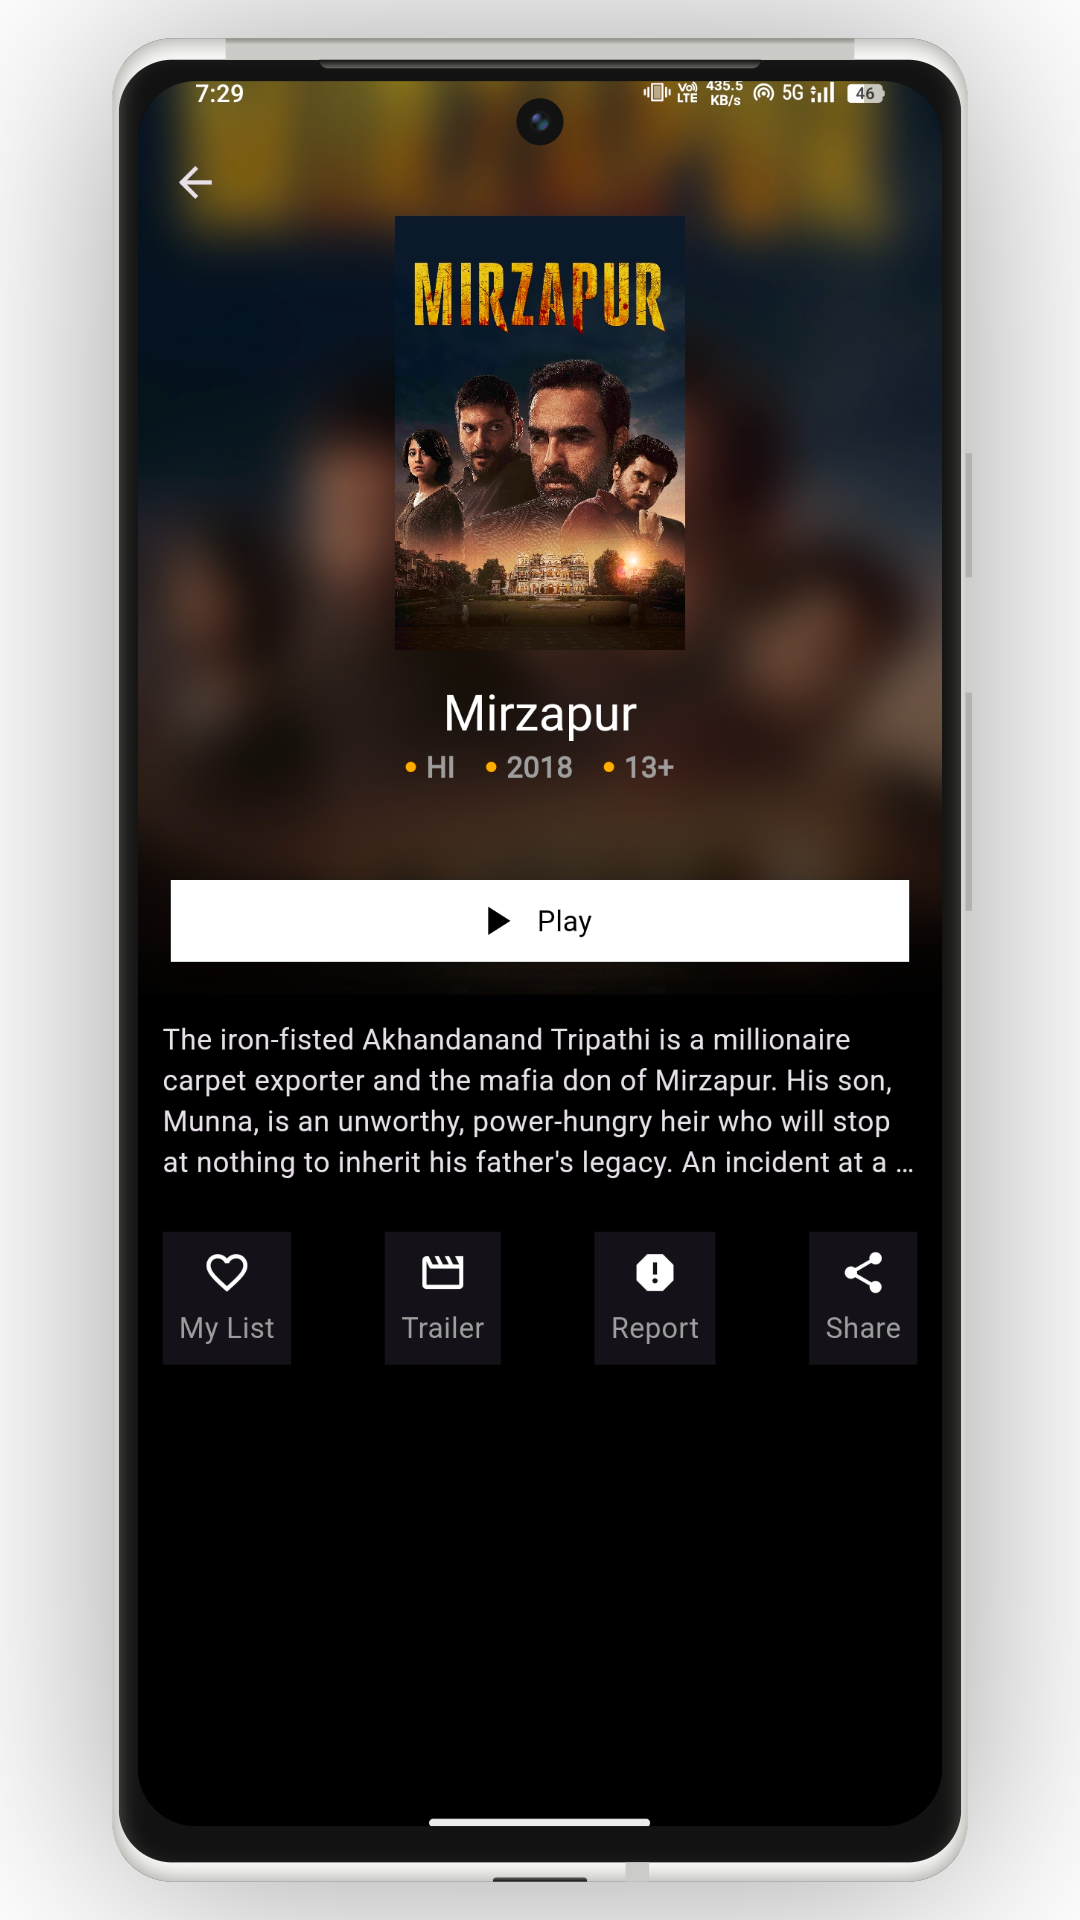 7:29
Vo) LTE 435.5 KB/s 5G 46
MIRZAPUR
Mirzapur
• HI • 2018 • 13+
Play
The iron-fisted Akhandanand Tripathi is a millionaire
carpet exporter and the mafia don of Mirzapur. His son,
Munna, is an unworthy, power-hungry heir who will stop
at nothing to inherit his father's legacy. An incident at a ...
My List Trailer Report Share